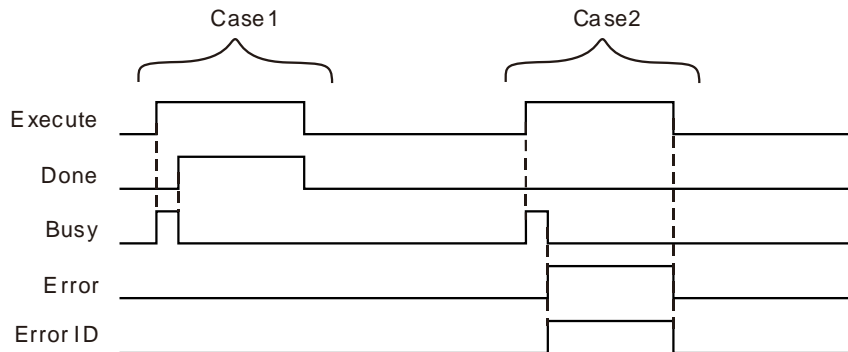 Case1 Case2
Execute
Done
Busy
Error
Error ID